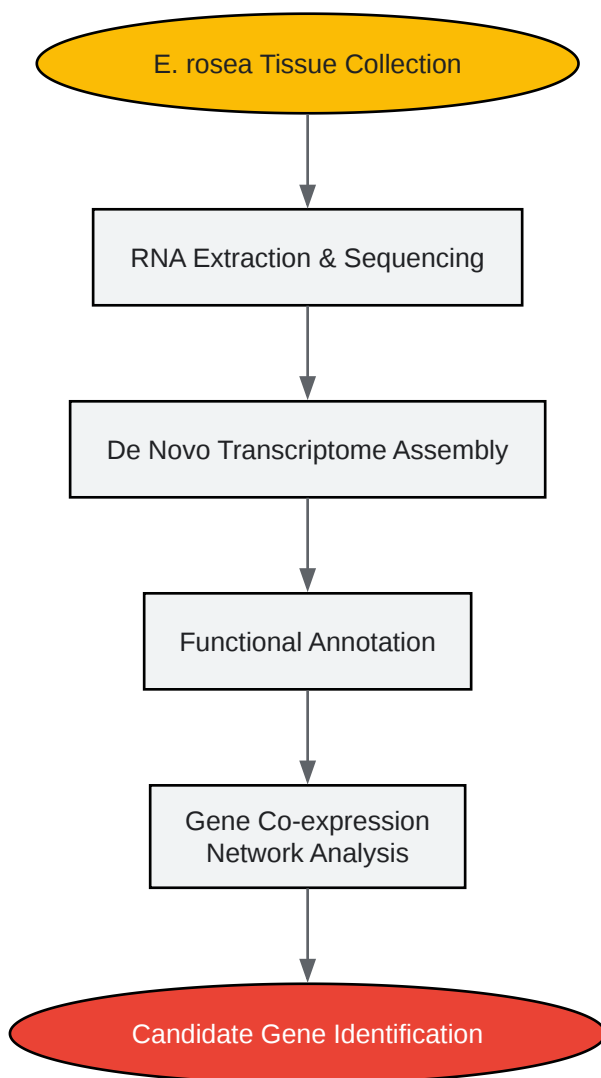 E. rosea Tissue Collection
RNA Extraction & Sequencing
De Novo Transcriptome Assembly
Functional Annotation
Gene Co-expression
Network Analysis
Candidate Gene Identification